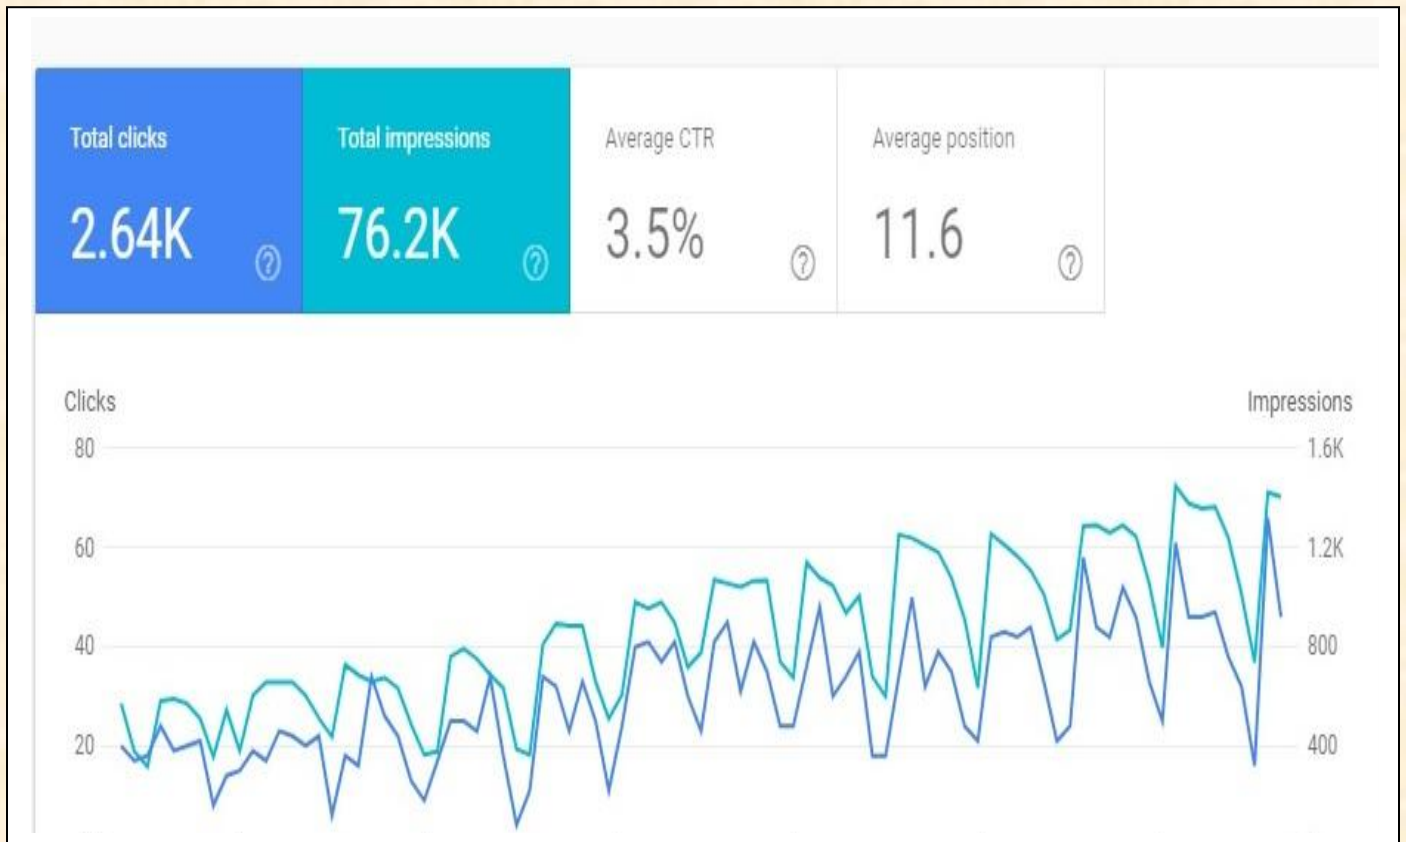 Total clicks
Total impressions
Average CTR
Average position
2.64K
76.2K
3.5%
11.6
Clicks
Impressions
80
1.6K
60
1.2K
40
800
20
400